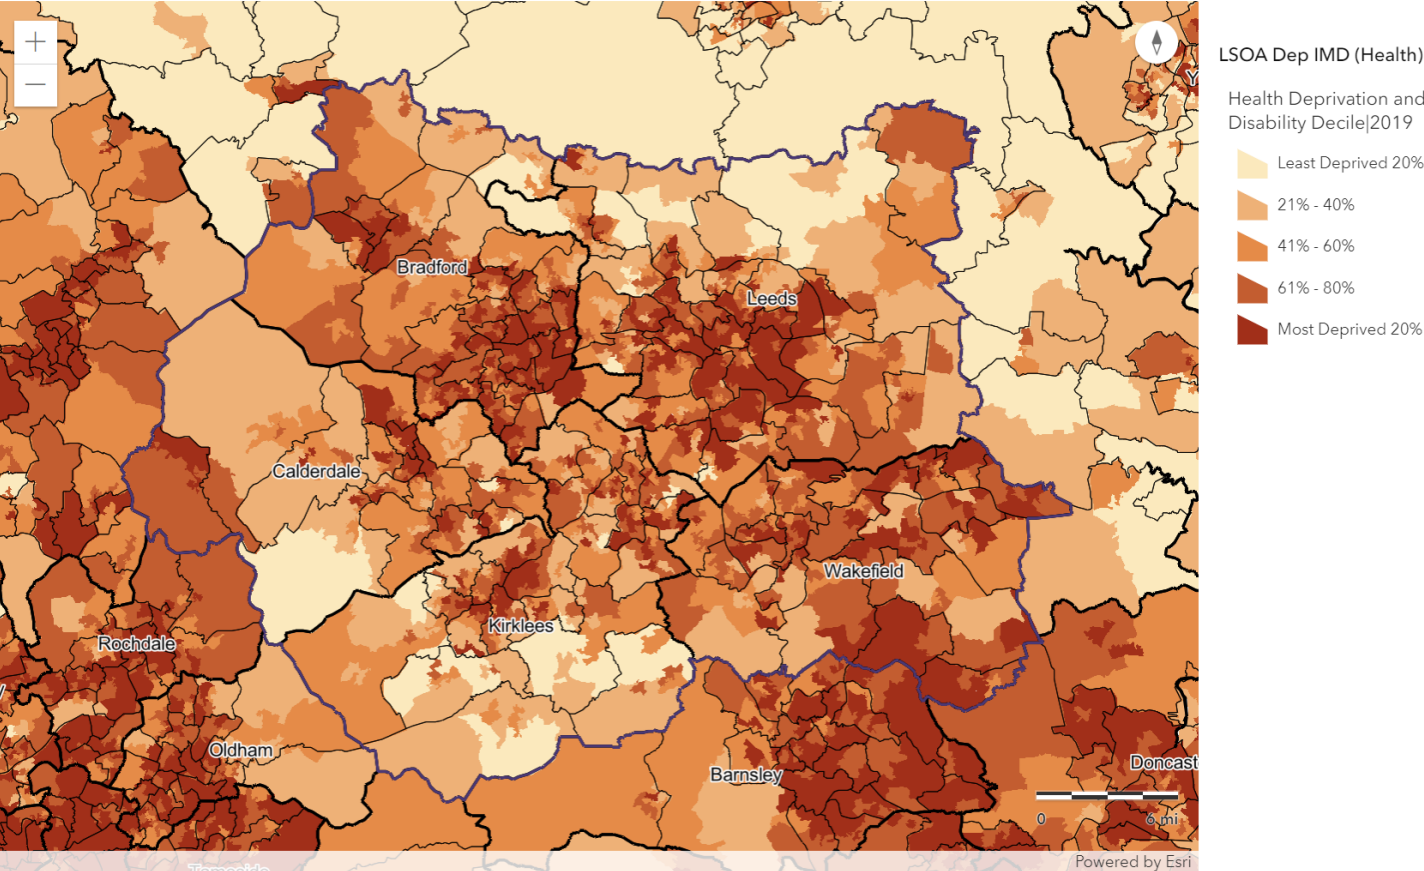 +
−
LSOA Dep IMD (Health)
Health Deprivation and
Disability Decile|2019
Least Deprived 20%
21% - 40%
41% - 60%
61% - 80%
Most Deprived 20%
Y
Bradford
Leeds
Calderdale
Wakefield
Kirklees
Rochdale
y
Oldham
Barnsley
Doncast
0
6 mi
Powered by Esri